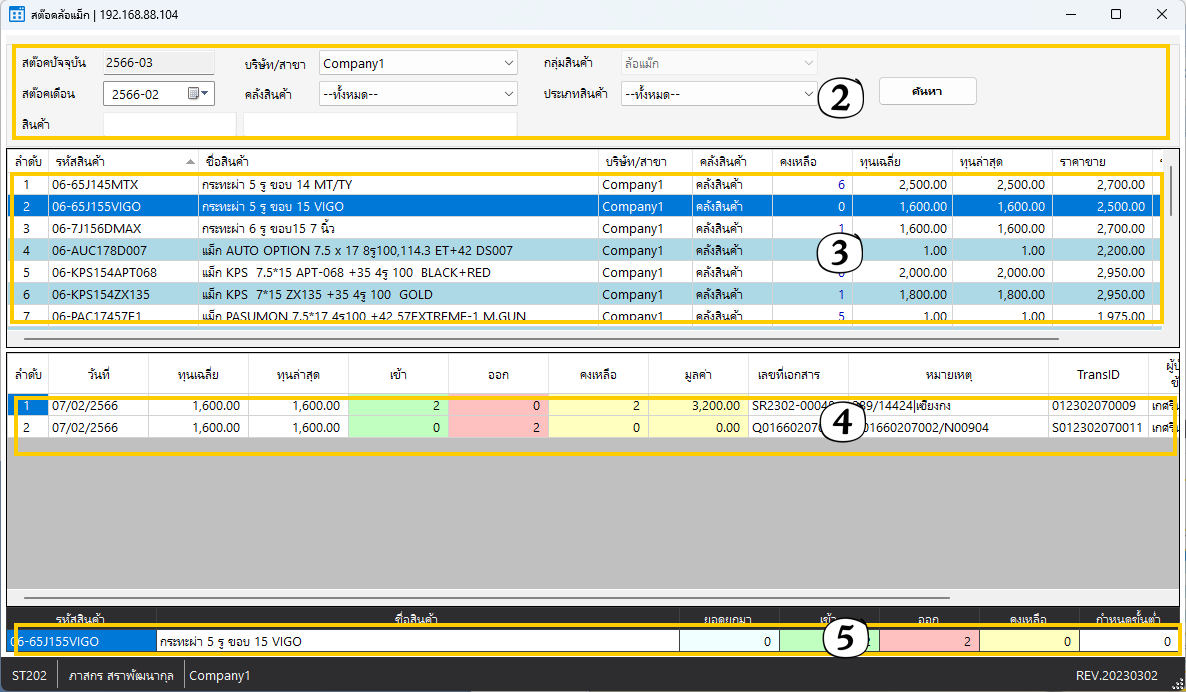 สต๊อคล้อแม็ก | 192.168.88.104
สต๊อคปัจจุบัน 2566-03 บริษัท/สาขา Company1 กลุ่มสินค้า ล้อแม๊ก
สต๊อคเดือน 2566-02 คลังสินค้า --ทั้งหมด-- ประเภทสินค้า --ทั้งหมด-- 2 ค้นหา
สินค้า
ลำดับ รหัสสินค้า ชื่อสินค้า บริษัท/สาขา คลังสินค้า คงเหลือ ทุนเฉลี่ย ทุนล่าสุด ราคาขาย
1 06-65J145MTX กระทะผ่า 5 รู ขอบ 14 MT/TY Company1 คลังสินค้า 6 2,500.00 2,500.00 2,700.00
2 06-65J155VIGO กระทะผ่า 5 รู ขอบ 15 VIGO Company1 คลังสินค้า 0 1,600.00 1,600.00 2,500.00
3 06-7J156DMAX กระทะผ่า 6 รู ขอบ15 7 นิ้ว Company1 คลังสินค้า 1 1,600.00 1,600.00 2,700.00
4 06-AUC178D007 แม็ก AUTO OPTION 7.5 x 17 8รู100,114.3 ET+42 DS007 Company1 คลังสินค้า 3 1.00 1.00 2,200.00
5 06-KPS154APT068 แม็ก KPS 7.5*15 APT-068 +35 4รู 100 BLACK+RED Company1 คลังสินค้า 2,000.00 2,000.00 2,950.00
6 06-KPS154ZX135 แม็ก KPS 7*15 ZX135 +35 4รู 100 GOLD Company1 คลังสินค้า 1 1,800.00 1,800.00 2,950.00
7 06-PAC17457E1 แม็ก PASUMON 7.5*17 4รู100 +42 57EXTREME-1 M.GUN Company1 คลังสินค้า 5 1.00 1.00 1,975.00
ลำดับ วันที่ ทุนเฉลี่ย ทุนล่าสุด เข้า ออก คงเหลือ มูลค่า เลขที่เอกสาร หมายเหตุ TransID
1 07/02/2566 1,600.00 1,600.00 2 0 2 3,200.00 SR2302-0004 89/14424|เฮียงกง 012302070009
2 07/02/2566 1,600.00 1,600.00 0 2 0 0.00 Q01660207 4 01660207002/N00904 S012302070011
รหัสสินค้า ชื่อสินค้า ยอดยกมา เข้า ออก คงเหลือ กำหนดขั้นต่ำ
06-65J155VIGO กระทะผ่า 5 รู ขอบ 15 VIGO 0 5 2 0 0
ST202 ภาสกร สราพัฒนากุล Company1 REV.20230302